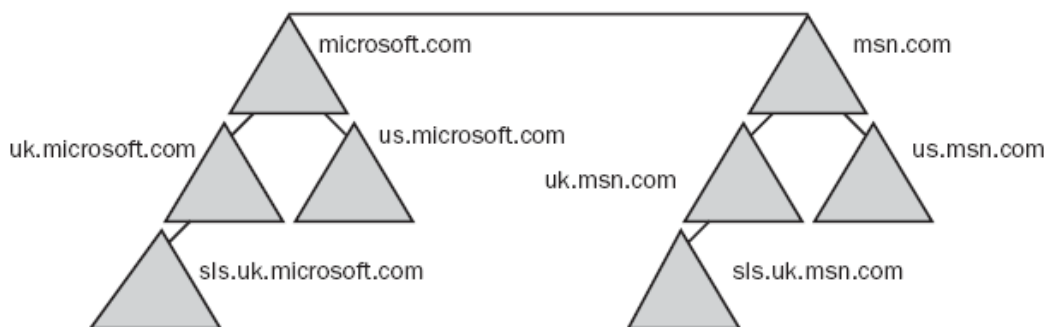 microsoft.com
msn.com
uk.microsoft.com
us.microsoft.com
uk.msn.com
us.msn.com
sls.uk.microsoft.com
sls.uk.msn.com